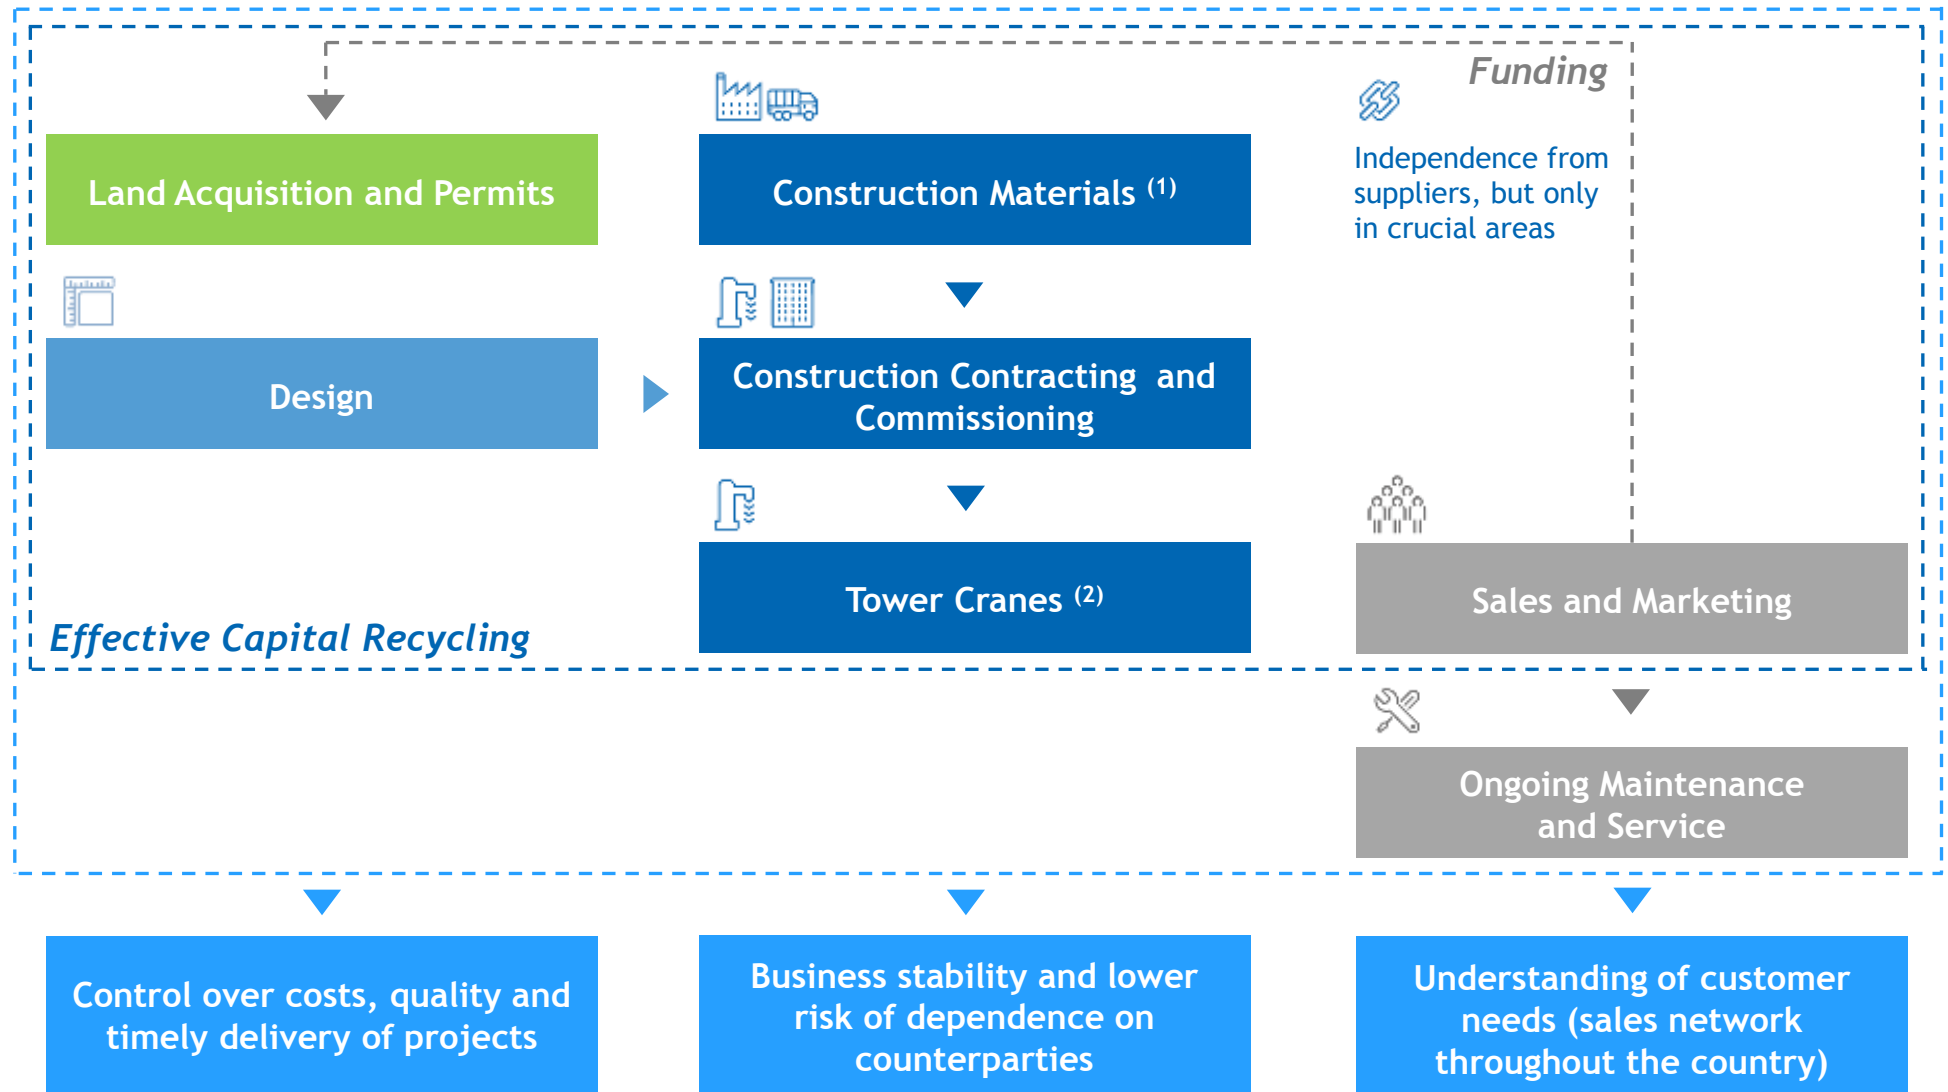 Funding
Land Acquisition and Permits
Construction Materials (1)
Independence from
suppliers, but only
in crucial areas
Design
Construction Contracting and
Commissioning
Tower Cranes (2)
Sales and Marketing
Effective Capital Recycling
Ongoing Maintenance
and Service
Control over costs, quality and
timely delivery of projects
Business stability and lower
risk of dependence on
counterparties
Understanding of customer
needs (sales network
throughout the country)